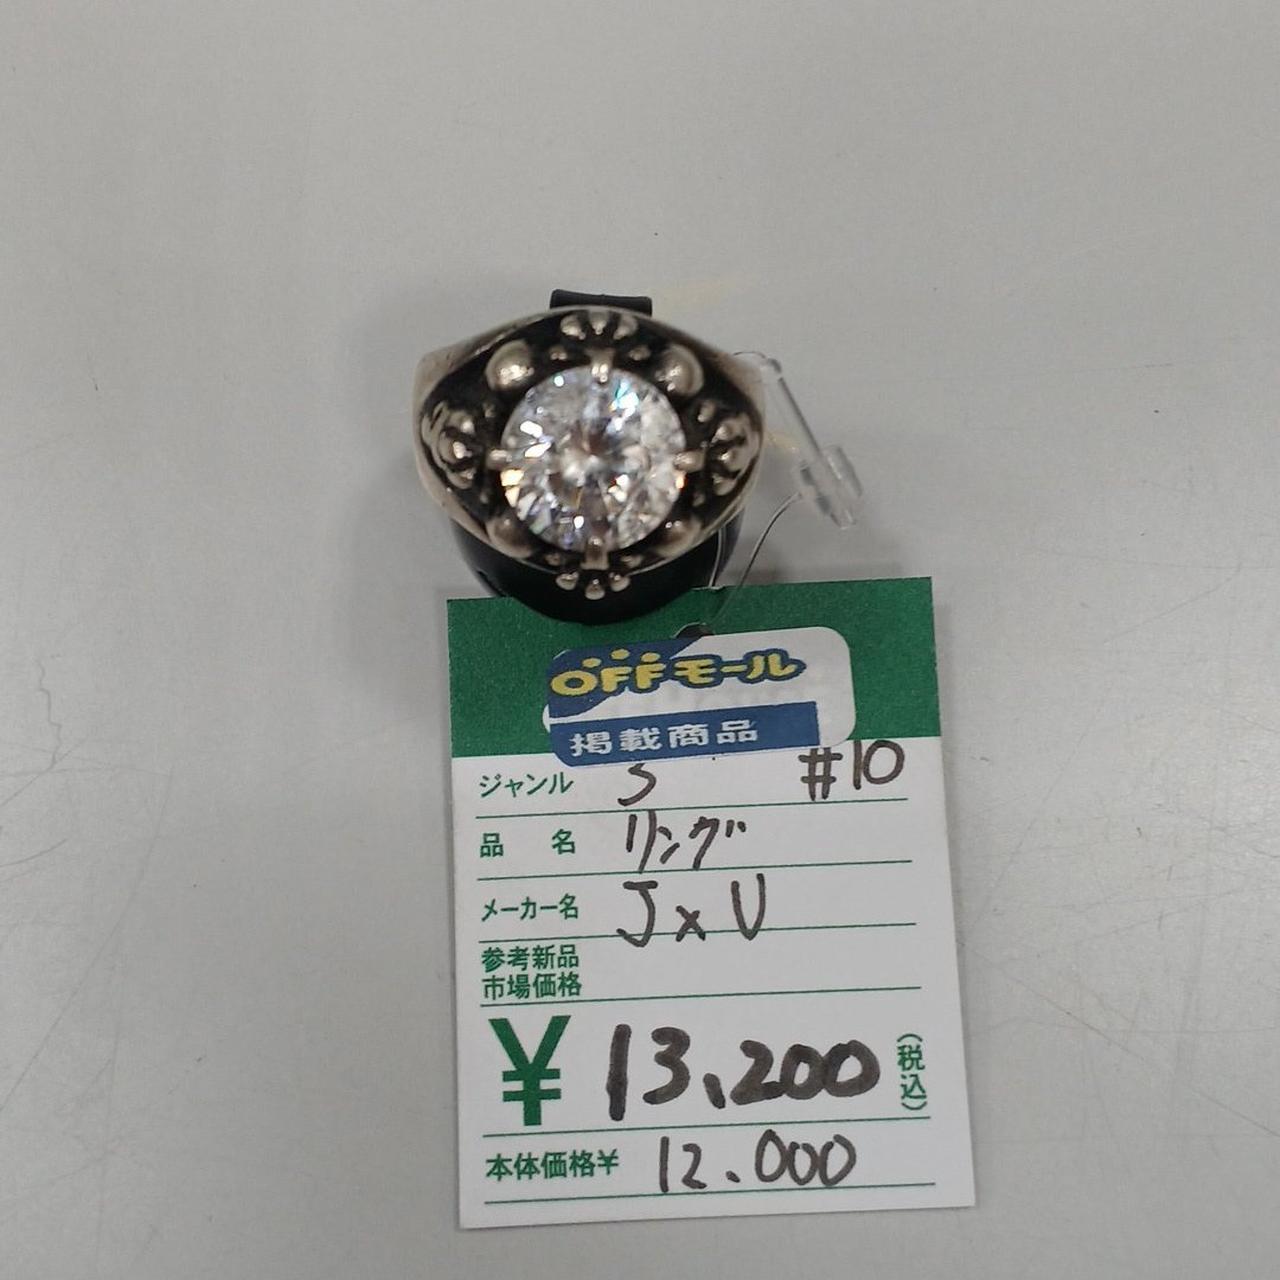 OFFモール
掲載商品
ジャンル S #10
品名 リング
メーカー名 J×U
参考新品
市場価格
¥13,200(税込)
本体価格¥ 12.000